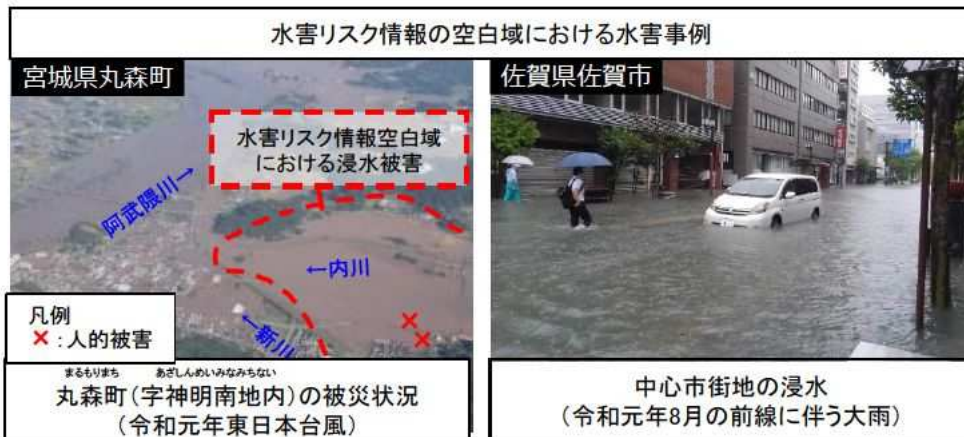 水害リスク情報の空白域における水害事例
宮城県丸森町
水害リスク情報空白域
における浸水被害
阿武隈川→
←内川
←新川
凡例
×:人的被害
まるもりまち あざしんめいみなみちない
丸森町(字神明南地内)の被災状況
(令和元年東日本台風)
佐賀県佐賀市
中心市街地の浸水
(令和元年8月の前線に伴う大雨)